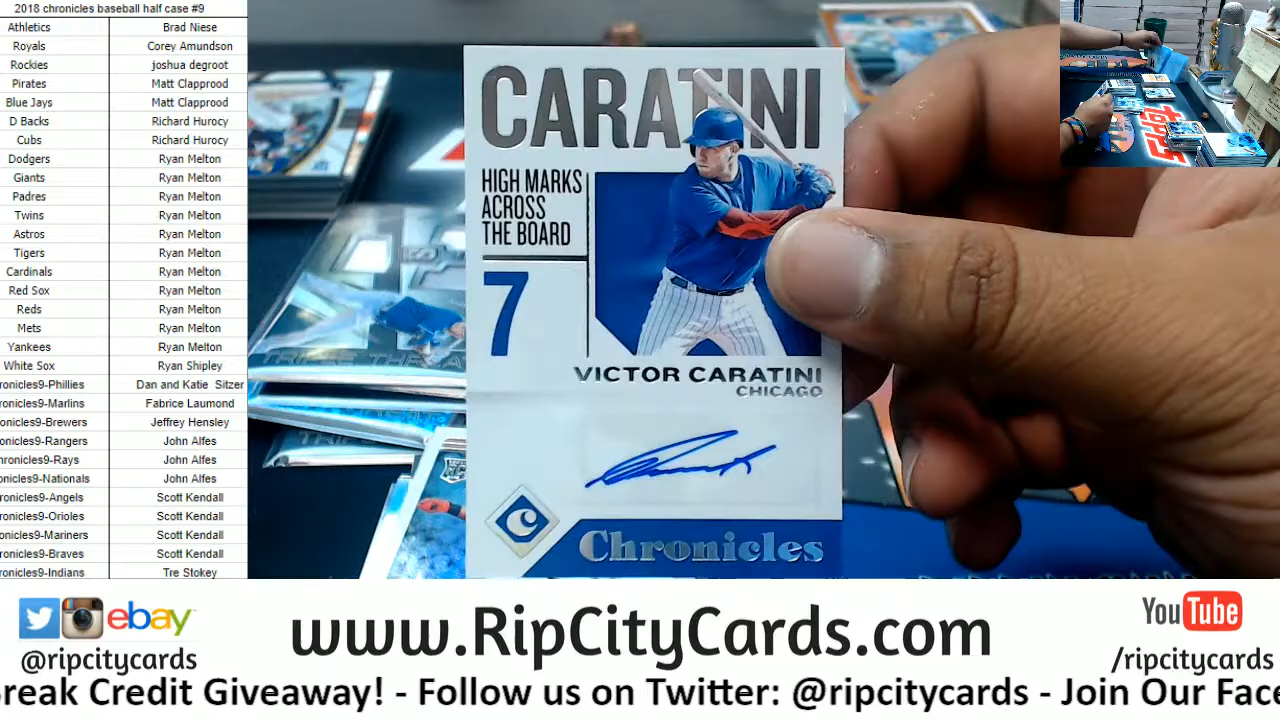 2018 chronicles baseball half case #9
Athletics Brad Niese
Royals Corey Amundson
Rockies joshua degroot
Pirates Matt Clapprood
Blue Jays Matt Clapprood
D Backs Richard Hurocy
Cubs Richard Hurocy
Dodgers Ryan Melton
Giants Ryan Melton
Padres Ryan Melton
Twins Ryan Melton
Astros Ryan Melton
Tigers Ryan Melton
Cardinals Ryan Melton
Red Sox Ryan Melton
Reds Ryan Melton
Mets Ryan Melton
Yankees Ryan Melton
White Sox Ryan Shipley
ronicles9-Phillies Dan and Katie Sitzer
ronicles9-Marlins Fabrice Laumond
onicles9-Brewers Jeffrey Hensley
onicles9-Rangers John Alfes
hronicles9-Rays John Alfes
onicles9-Nationals John Alfes
ronicles9-Angels Scott Kendall
ronicles9-Orioles Scott Kendall
onicles9-Mariners Scott Kendall
ronicles9-Braves Scott Kendall
ronicles9-Indians Tre Stokey
CARATINI
HIGH MARKS
ACROSS
THE BOARD
7
VICTOR CARATINI
CHICAGO
C
Chronicles
RC
TOPPS
ebay
@ripcitycards
www.RipCityCards.com
YouTube
/ripcitycards
reak Credit Giveaway! - Follow us on Twitter: @ripcitycards - Join Our Face